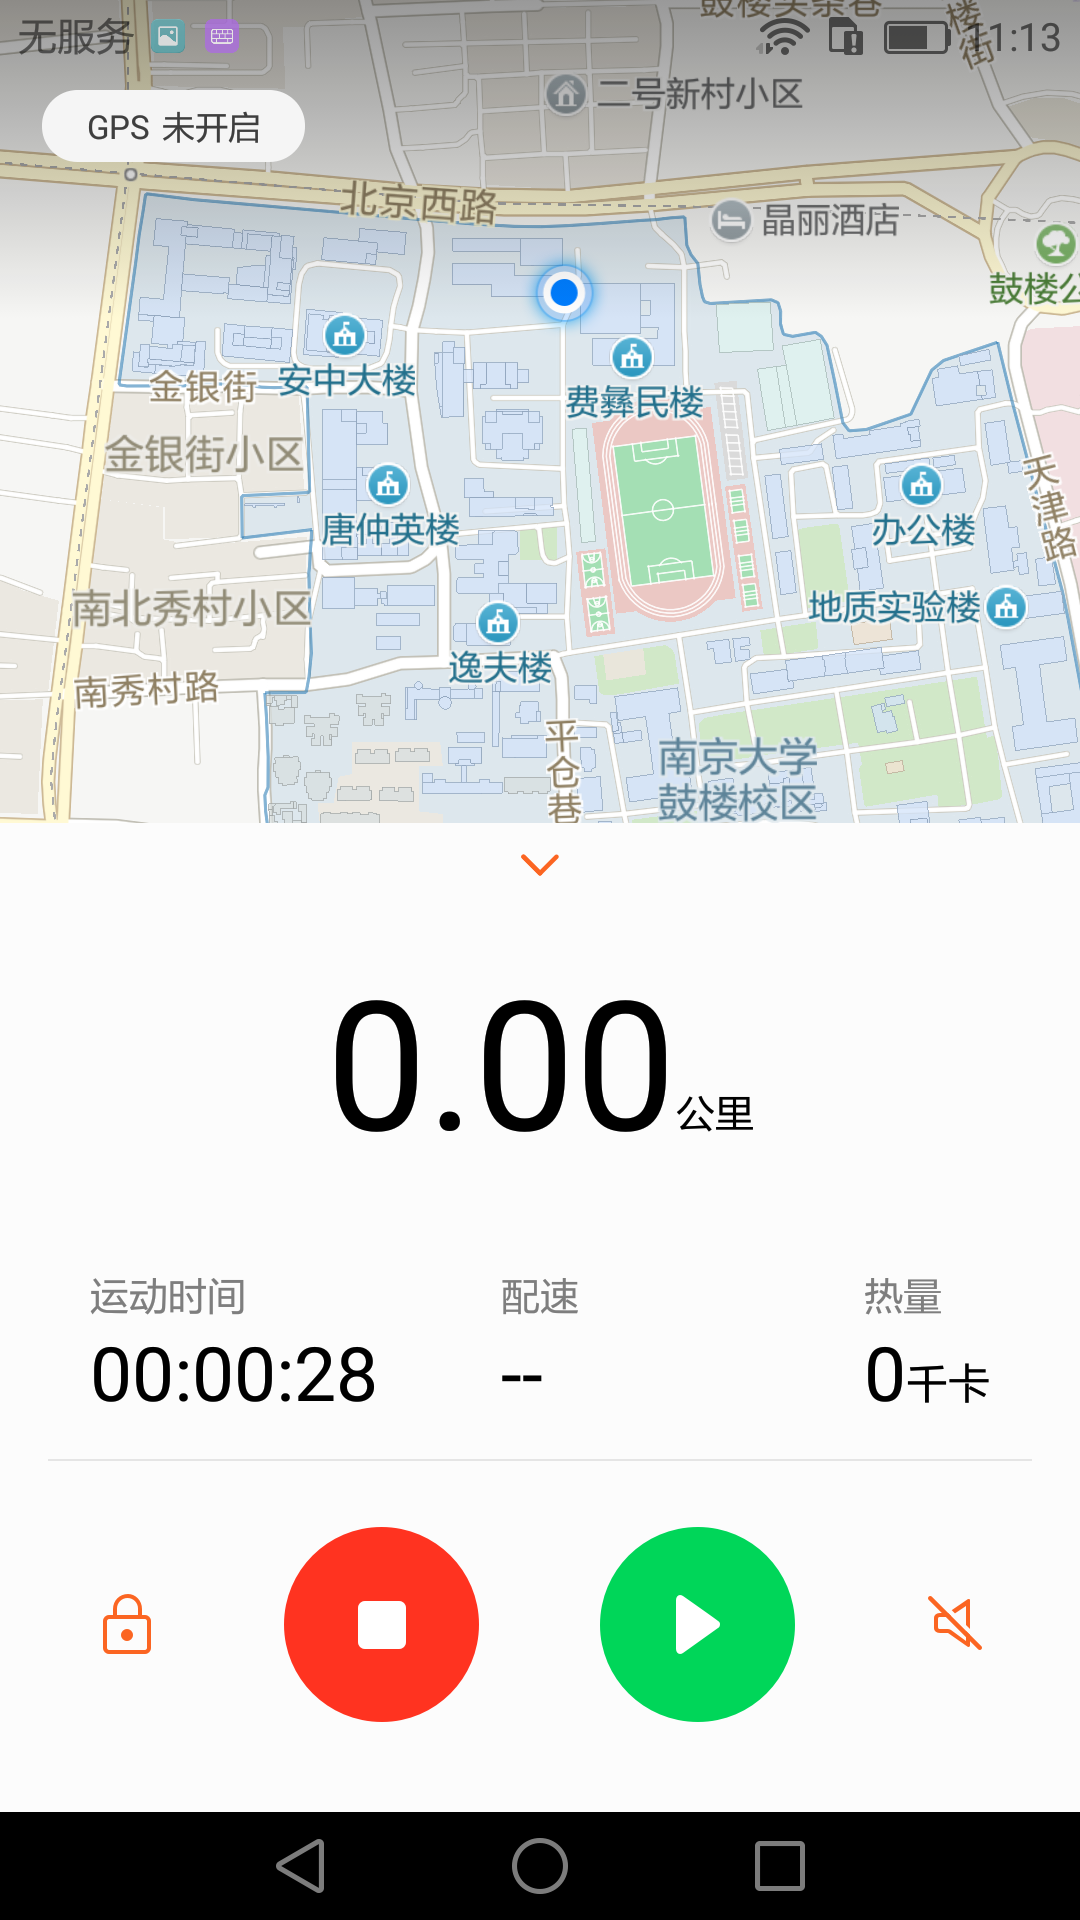 无服务
11:13
二号新村小区
GPS 未开启
北京西路
晶丽酒店
鼓楼公
安中大楼
金银街
费彝民楼
金银街小区
天津路
唐仲英楼
办公楼
南北秀村小区
地质实验楼
逸夫楼
南秀村路
平仓巷
南京大学
鼓楼校区
0.00公里
运动时间
配速
热量
00:00:28
--
0千卡